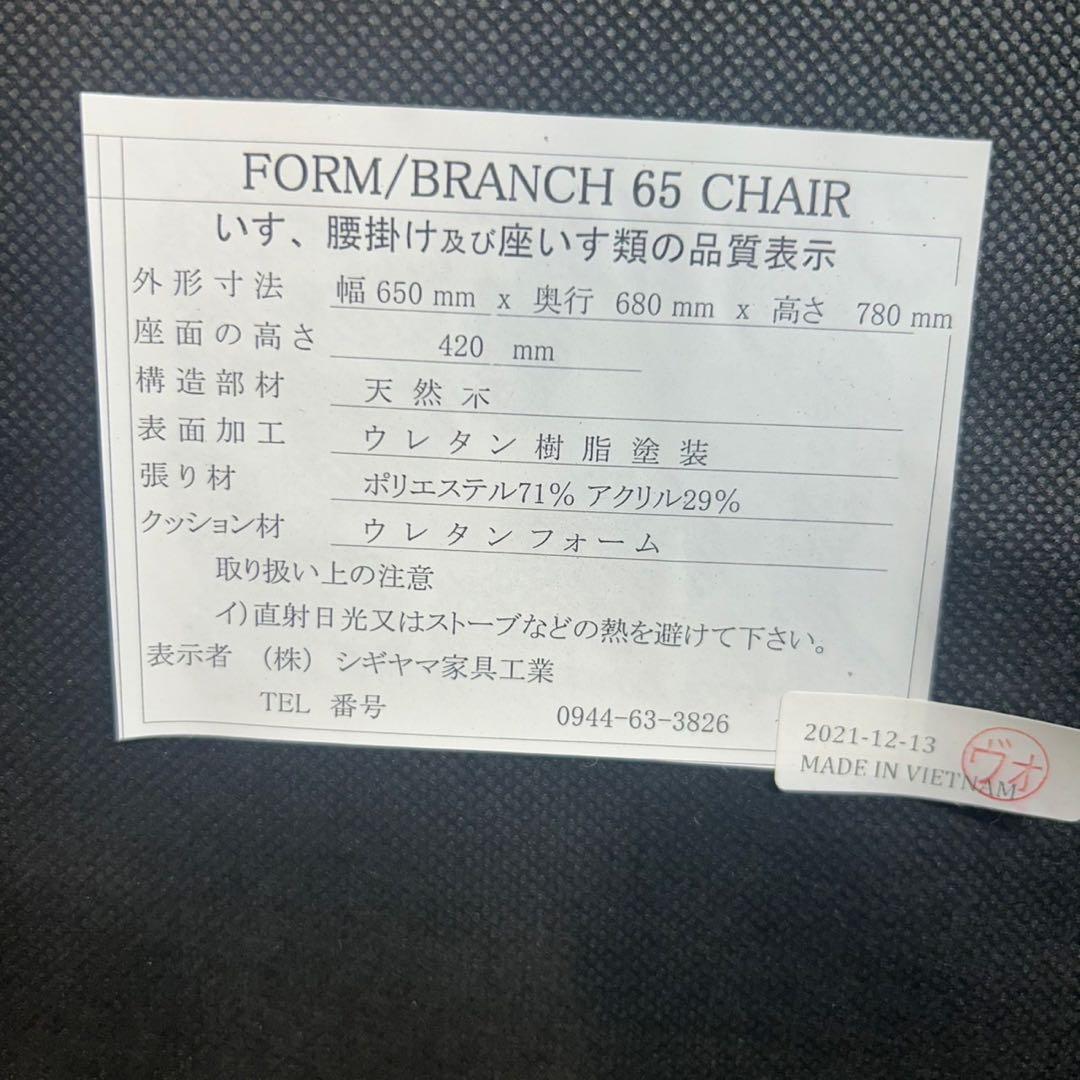 FORM/BRANCH 65 CHAIR
いす、腰掛け及び座いす類の品質表示
外形寸法 幅 650 mm x 奥行 680 mm x 高さ 780 mm
座面の高さ 420 mm
構造部材 天然木
表面加工 ウレタン樹脂塗装
張り材 ポリエステル71% アクリル29%
クッション材 ウレタンフォーム
取り扱い上の注意
イ)直射日光又はストーブなどの熱を避けて下さい。
表示者 (株) シギヤマ家具工業
TEL 番号 0944-63-3826
2021-12-13
MADE IN VIETNAM
ヴォ